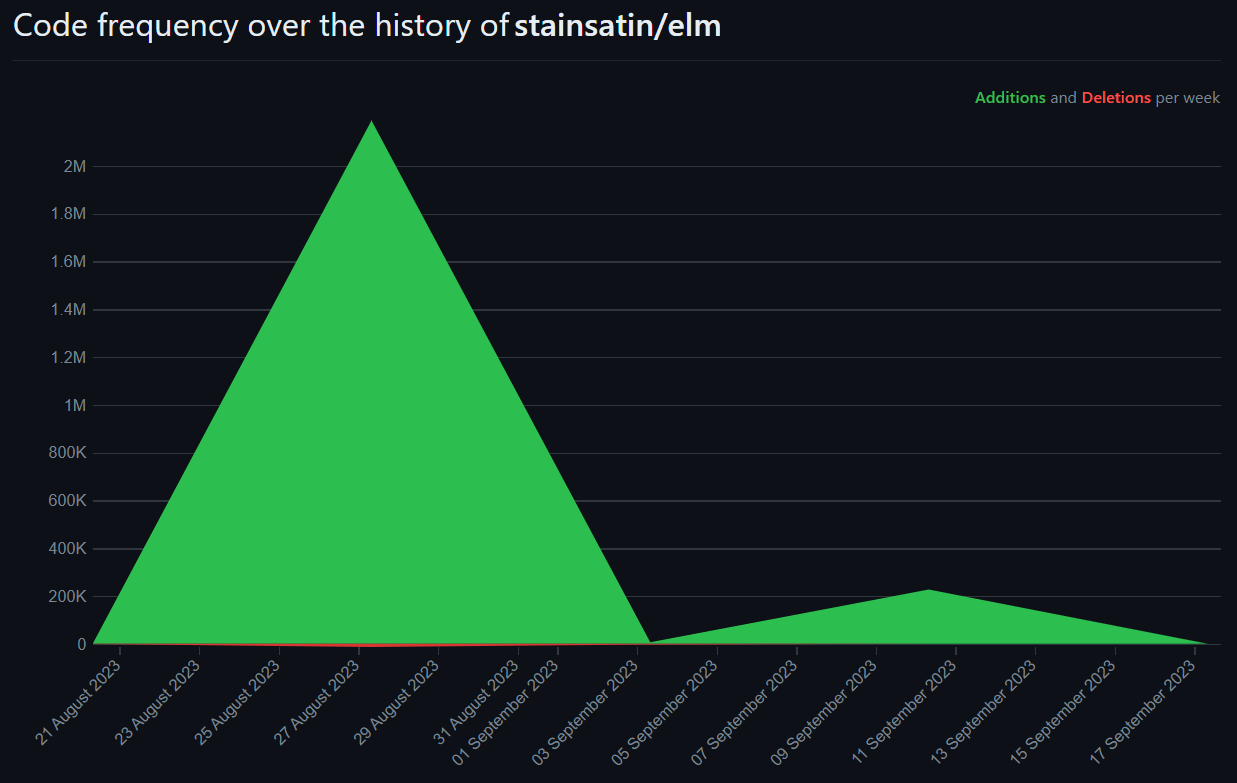 Code frequency over the history of stainsatin/elm
Additions and Deletions per week
2M
1.8M
1.6M
1.4M
1.2M
1M
800K
600K
400K
200K
0
21 August 2023
23 August 2023
25 August 2023
27 August 2023
29 August 2023
31 August 2023
01 September 2023
03 September 2023
05 September 2023
07 September 2023
09 September 2023
11 September 2023
13 September 2023
15 September 2023
17 September 2023